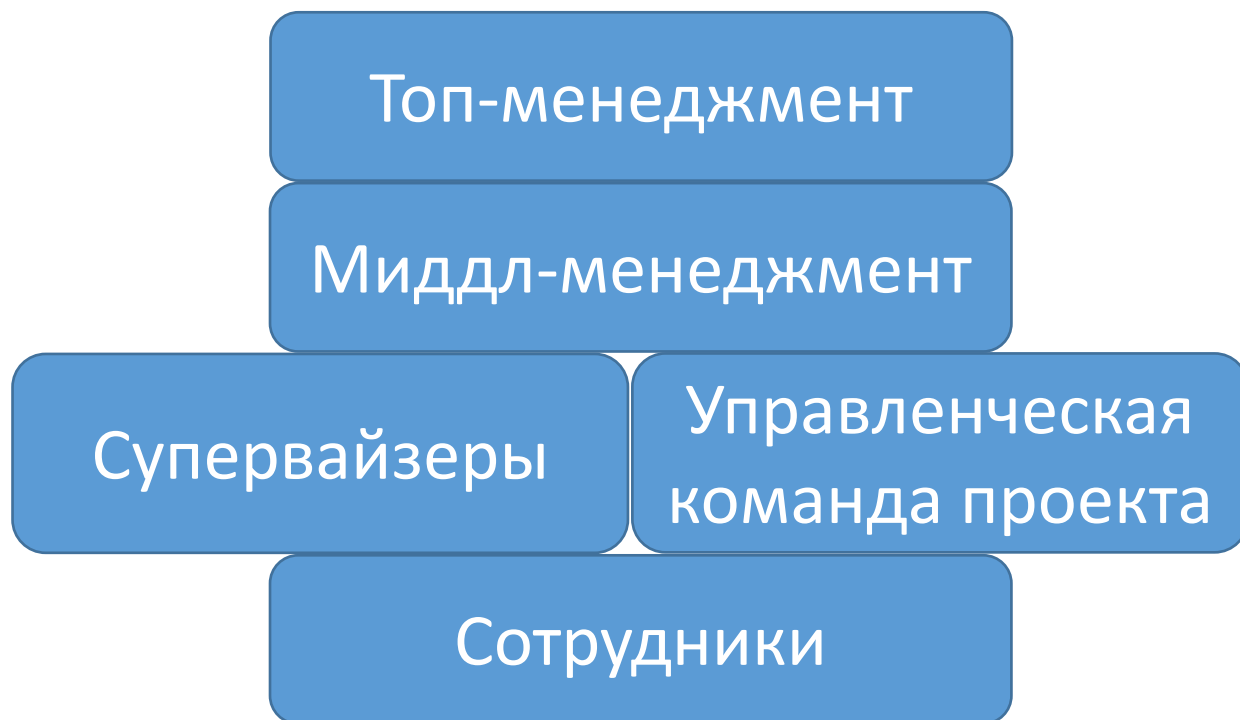 Топ-менеджмент
Миддл-менеджмент
Супервайзеры
Управленческая
команда проекта
Сотрудники